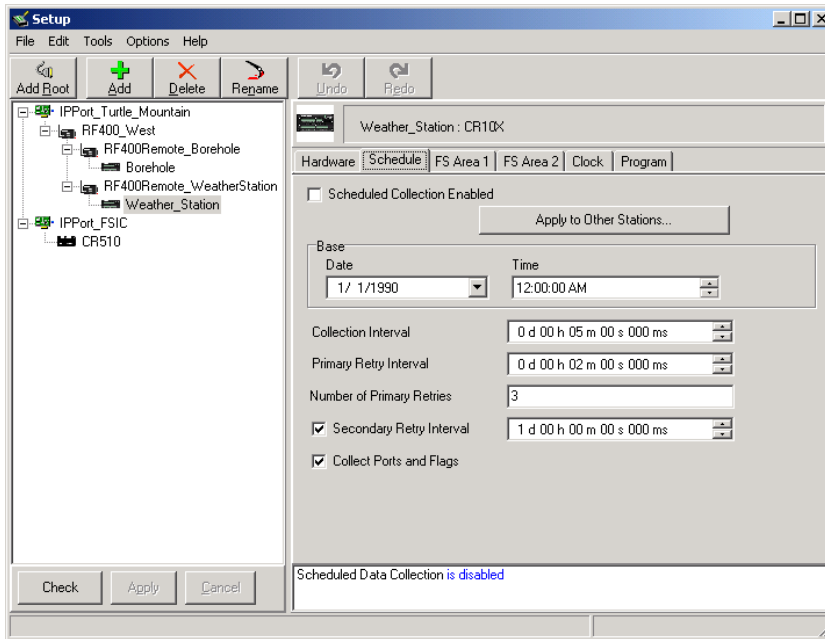 Setup
File Edit Tools Options Help
Add Root Add Delete Rename Undo Redo
IPPort_Turtle_Mountain
RF400_West
RF400Remote_Borehole
Borehole
RF400Remote_WeatherStation
Weather_Station
IPPort_FSIC
CR510
Weather_Station : CR10X
Hardware Schedule FS Area 1 FS Area 2 Clock Program
Scheduled Collection Enabled
Apply to Other Stations...
Base
Date Time
1/ 1/1990 12:00:00 AM
Collection Interval 0 d 00 h 05 m 00 s 000 ms
Primary Retry Interval 0 d 00 h 02 m 00 s 000 ms
Number of Primary Retries 3
Secondary Retry Interval 1 d 00 h 00 m 00 s 000 ms
Collect Ports and Flags
Scheduled Data Collection is disabled
Check Apply Cancel